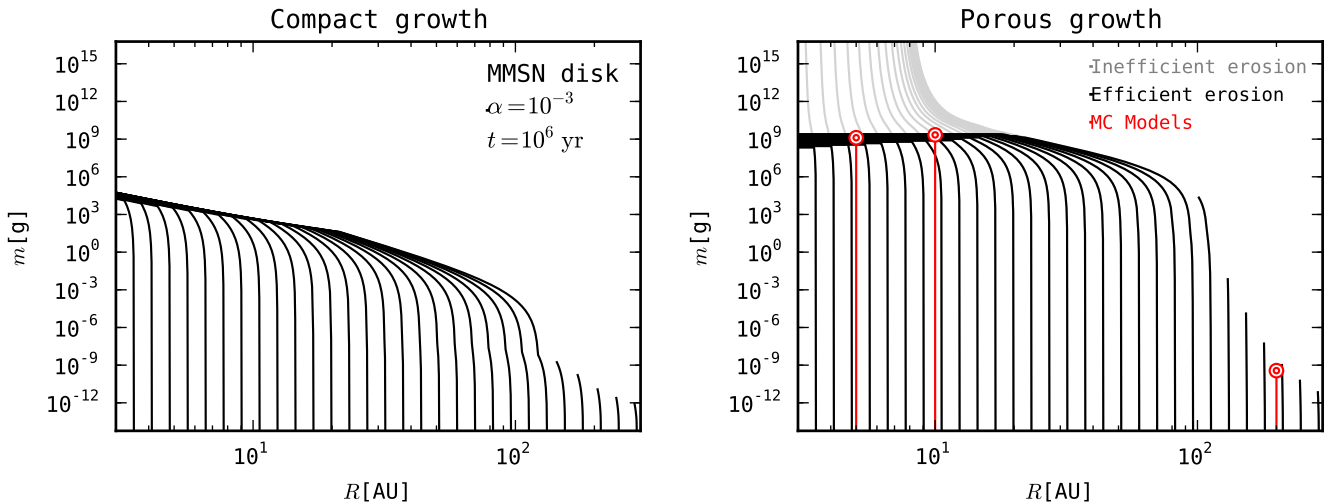 Compact growth
10^15
10^12
10^9
10^6
10^3
10^0
10^-3
10^-6
10^-9
10^-12
m[g]
MMSN disk
α=10^-3
t=10^6 yr
10^1
10^2
R[AU]
Porous growth
10^15
10^12
10^9
10^6
10^3
10^0
10^-3
10^-6
10^-9
10^-12
m[g]
Inefficient erosion
Efficient erosion
MC Models
10^1
10^2
R[AU]